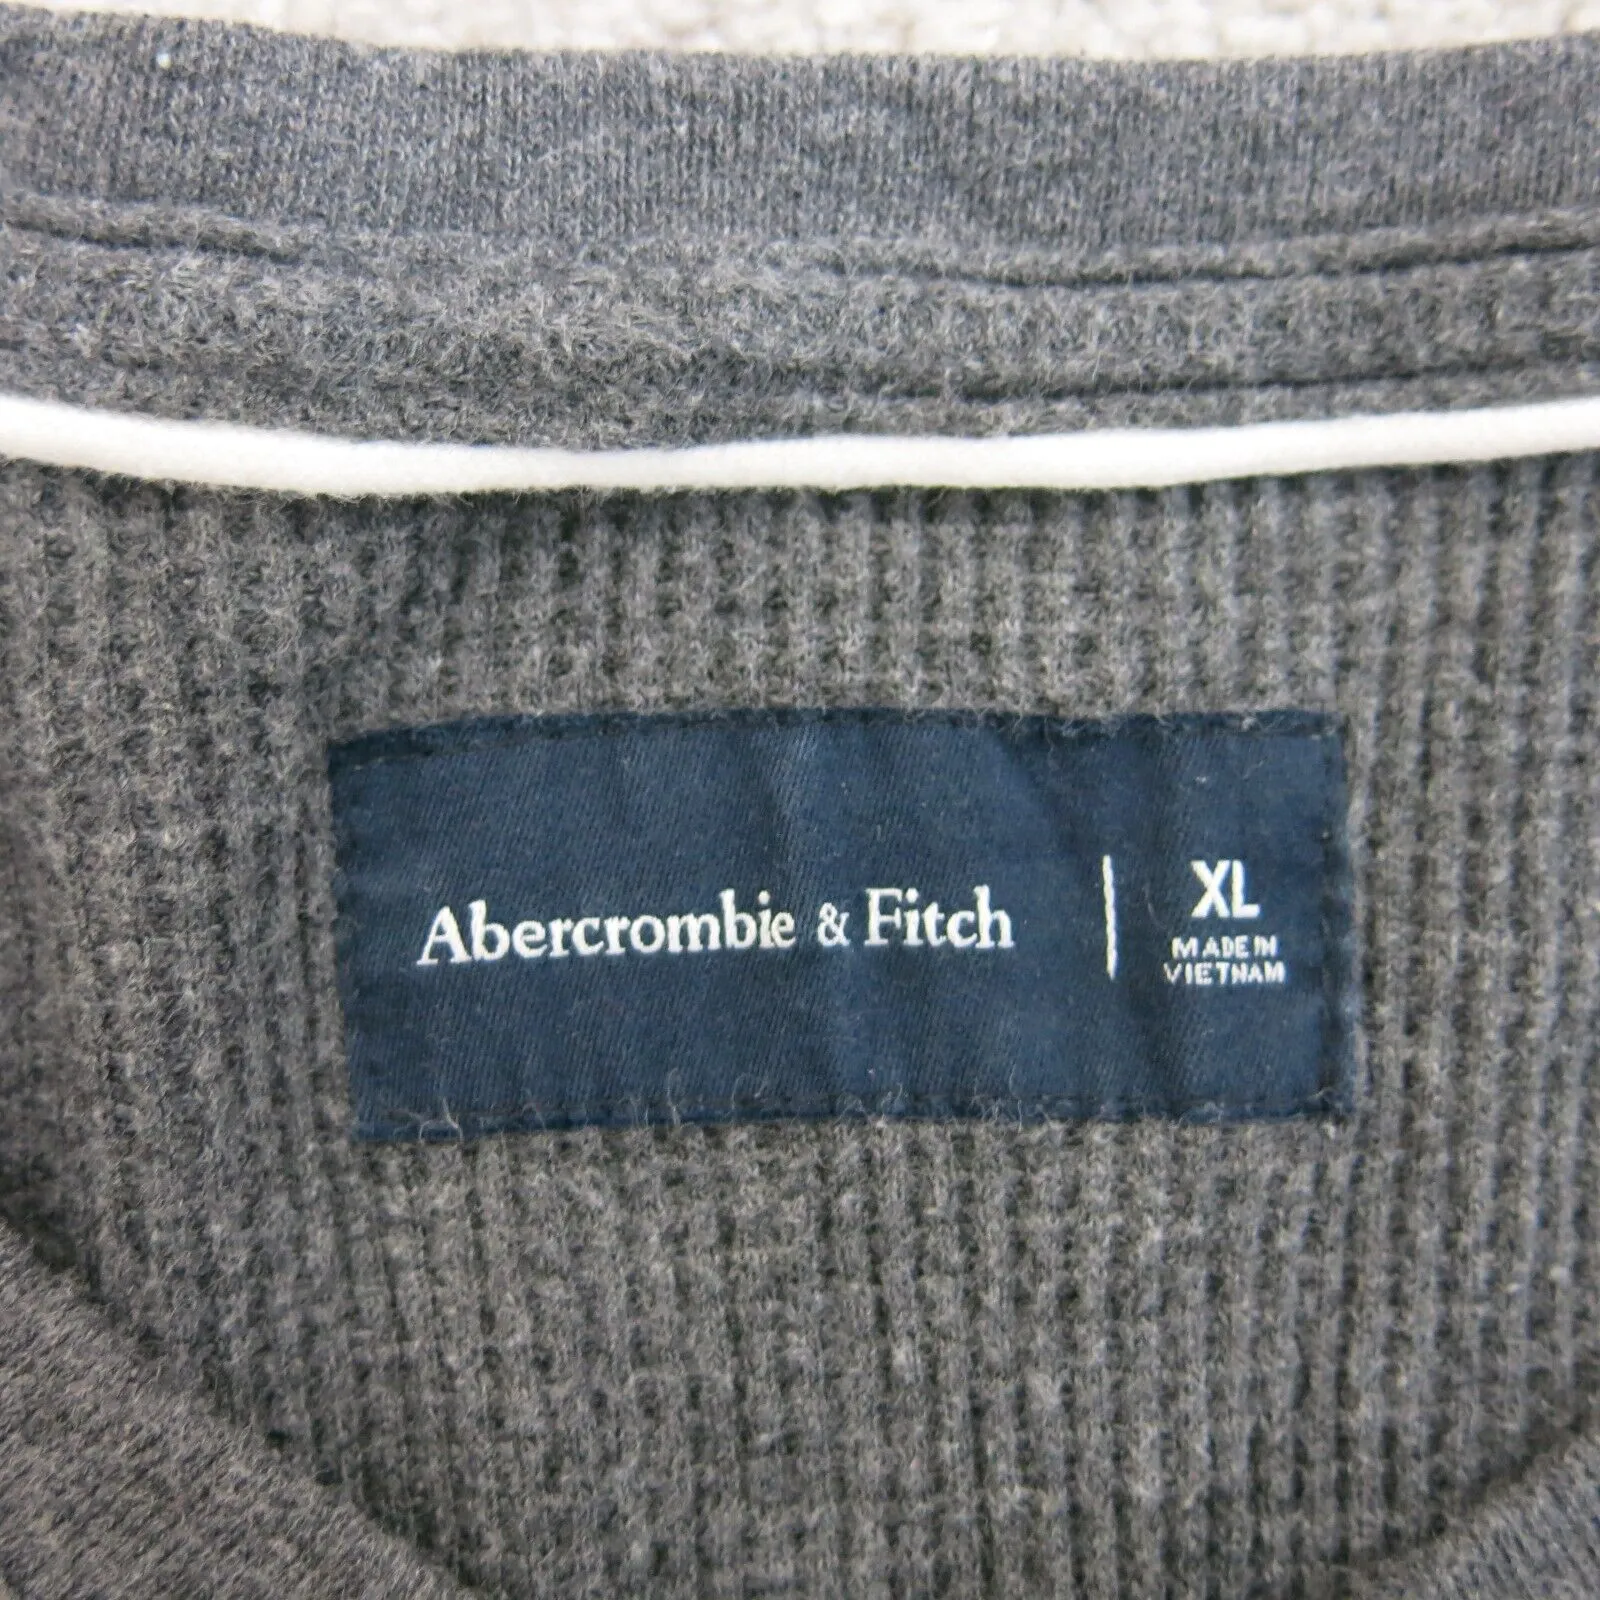 Abercrombie & Fitch
XL
MADE IN
VIETNAM